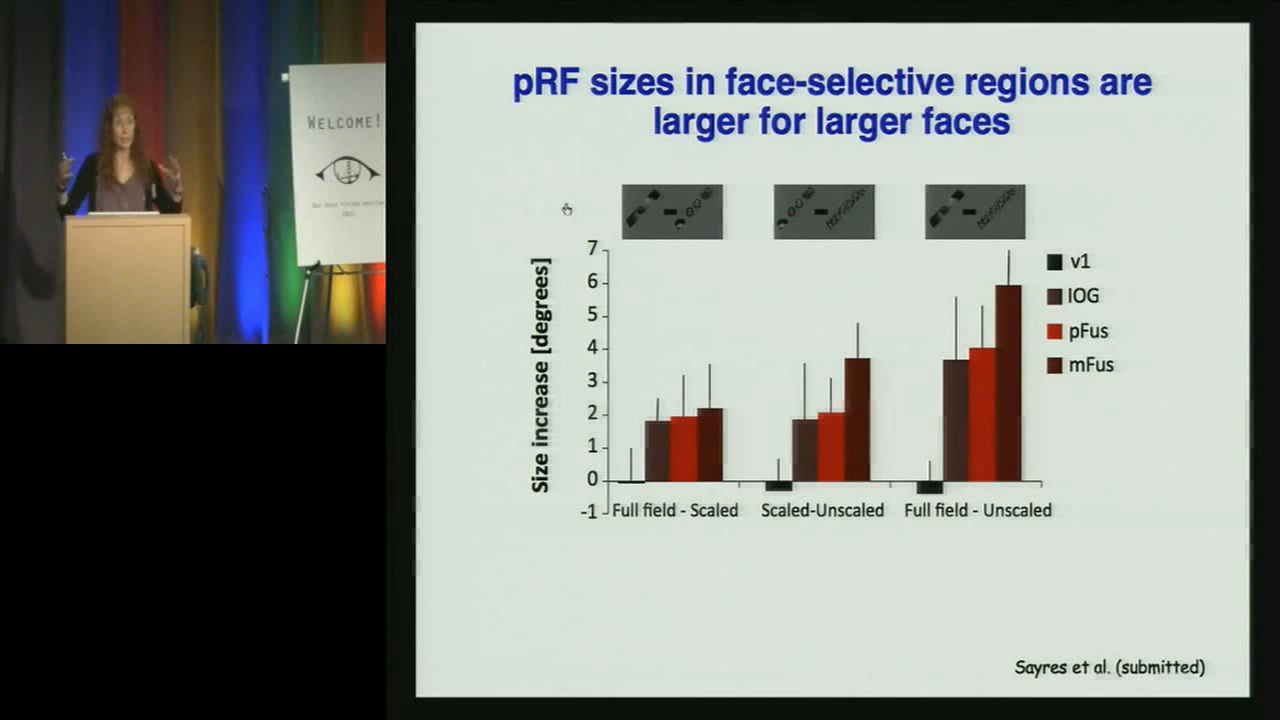 WELCOME!
pRF sizes in face-selective regions are
larger for larger faces
Size increase [degrees]
7
6
5
4
3
2
1
0
-1
Full field - Scaled
Scaled-Unscaled
Full field - Unscaled
v1
IOG
pFus
mFus
Sayres et al. (submitted)